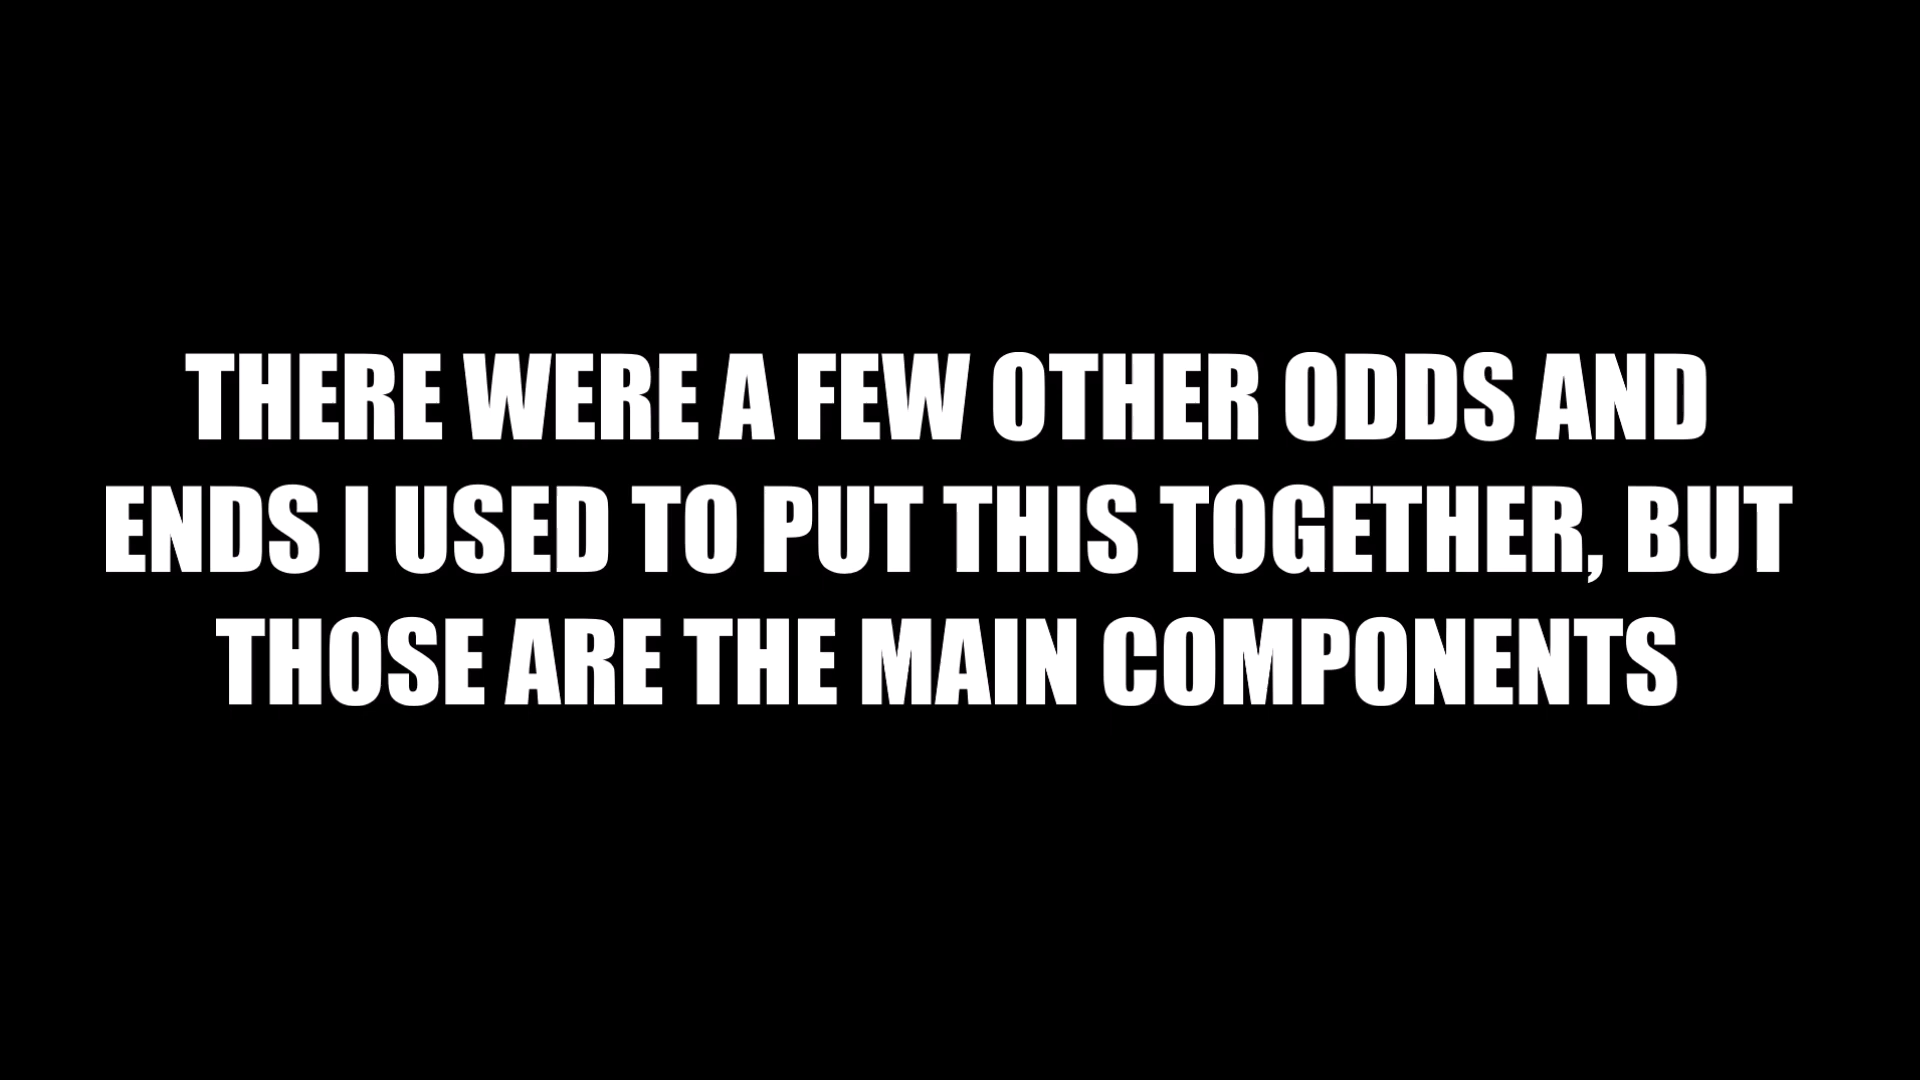 THERE WERE A FEW OTHER ODDS AND
ENDS I USED TO PUT THIS TOGETHER, BUT
THOSE ARE THE MAIN COMPONENTS